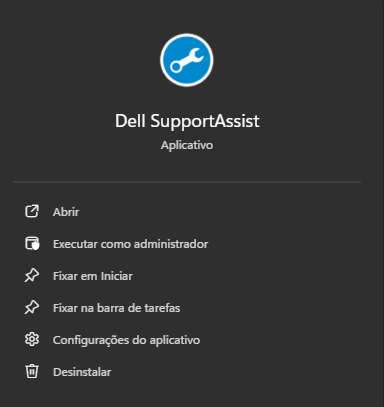 Dell SupportAssist
Aplicativo
Abrir
Executar como administrador
Fixar em Iniciar
Fixar na barra de tarefas
Configurações do aplicativo
Desinstalar